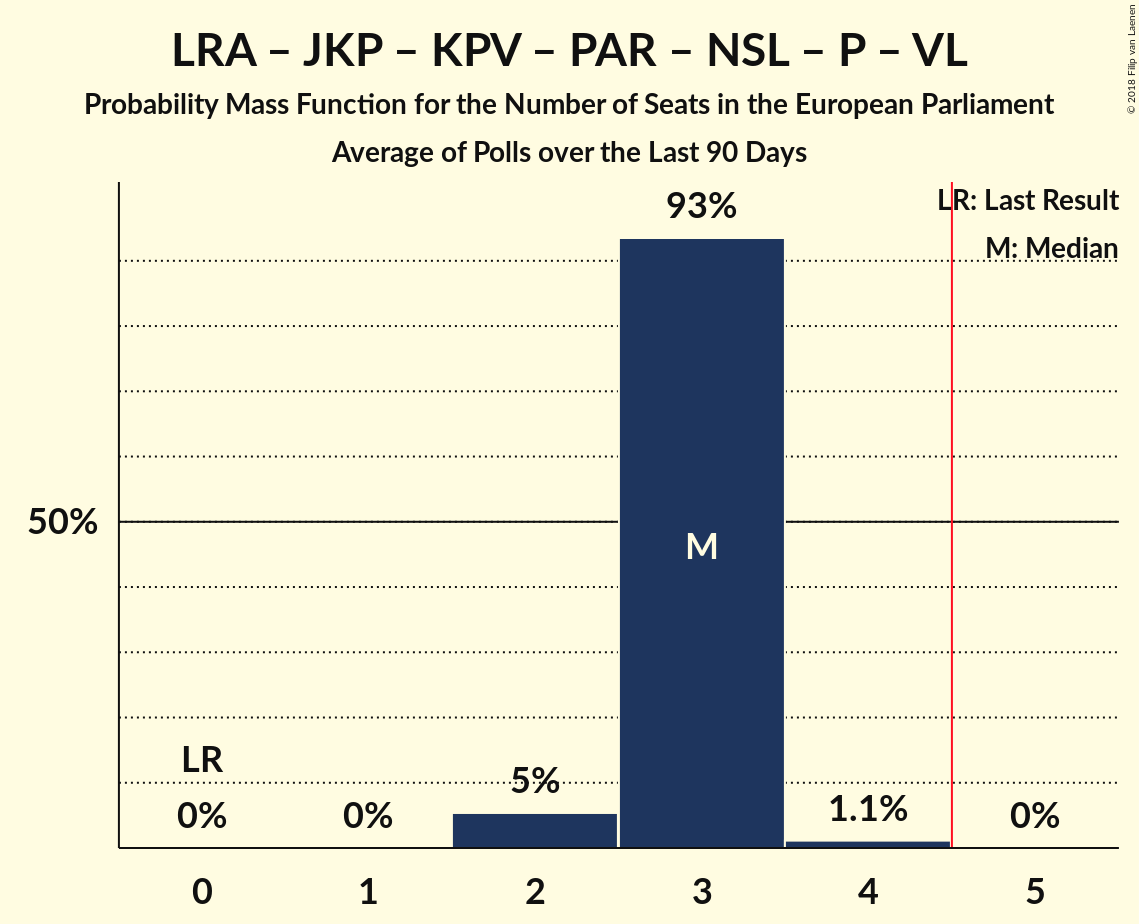 LRA – JKP – KPV – PAR – NSL – P – VL
Probability Mass Function for the Number of Seats in the European Parliament
Average of Polls over the Last 90 Days
© 2018 Filip van Laenen
LR: Last Result
M: Median
93%
50%
M
LR
0%
0%
5%
1.1%
0%
0 1 2 3 4 5